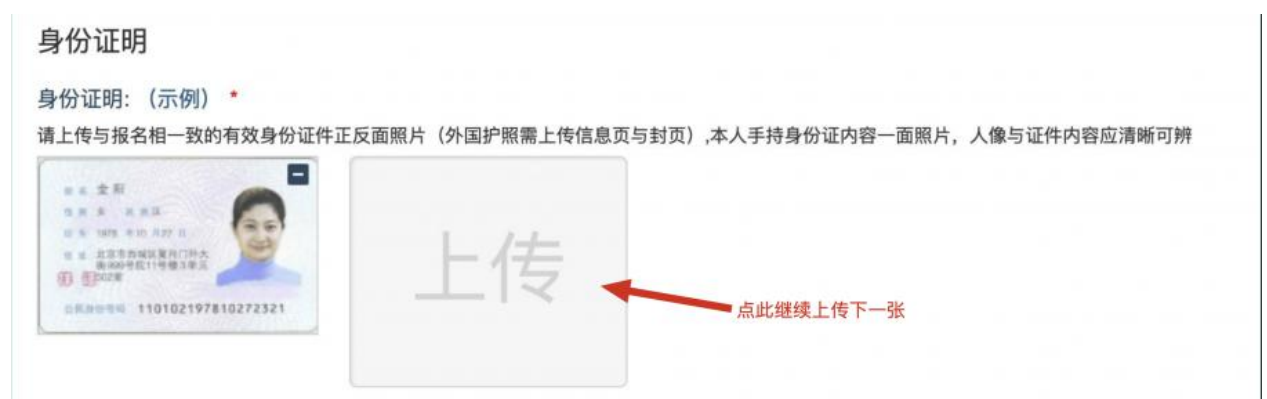 身份证明
身份证明:（示例） *
请上传与报名相一致的有效身份证件正反面照片（外国护照需上传信息页与封页）,本人手持身份证内容一面照片，人像与证件内容应清晰可辨
上传
点此继续上传下一张
110102197810272321